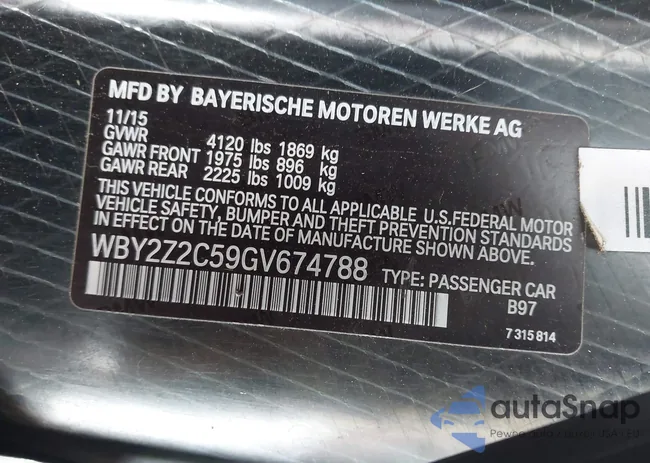 MFD BY BAYERISCHE MOTOREN WERKE AG
11/15
GVWR 4120 lbs 1869 kg
GAWR FRONT 1975 lbs 896 kg
GAWR REAR 2225 lbs 1009 kg
THIS VEHICLE CONFORMS TO ALL APPLICABLE U.S.FEDERAL MOTOR
VEHICLE SAFETY, BUMPER AND THEFT PREVENTION STANDARDS
IN EFFECT ON THE DATE OF MANUFACTURE SHOWN ABOVE.
WBY2Z2C59GV674788 TYPE: PASSENGER CAR
B97
7 315 814
autoSnap